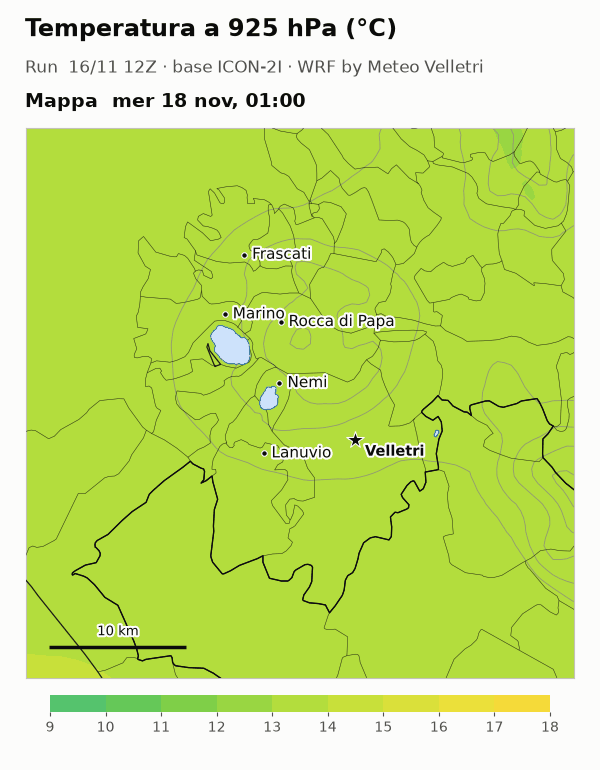 Temperatura a 925 hPa (°C)
Run  16/11 12Z · base ICON-2I · WRF by Meteo Velletri
Mappa  mer 18 nov, 01:00
Frascati
Marino
Rocca di Papa
Nemi
Velletri
Lanuvio
10 km
9 10 11 12 13 14 15 16 17 18